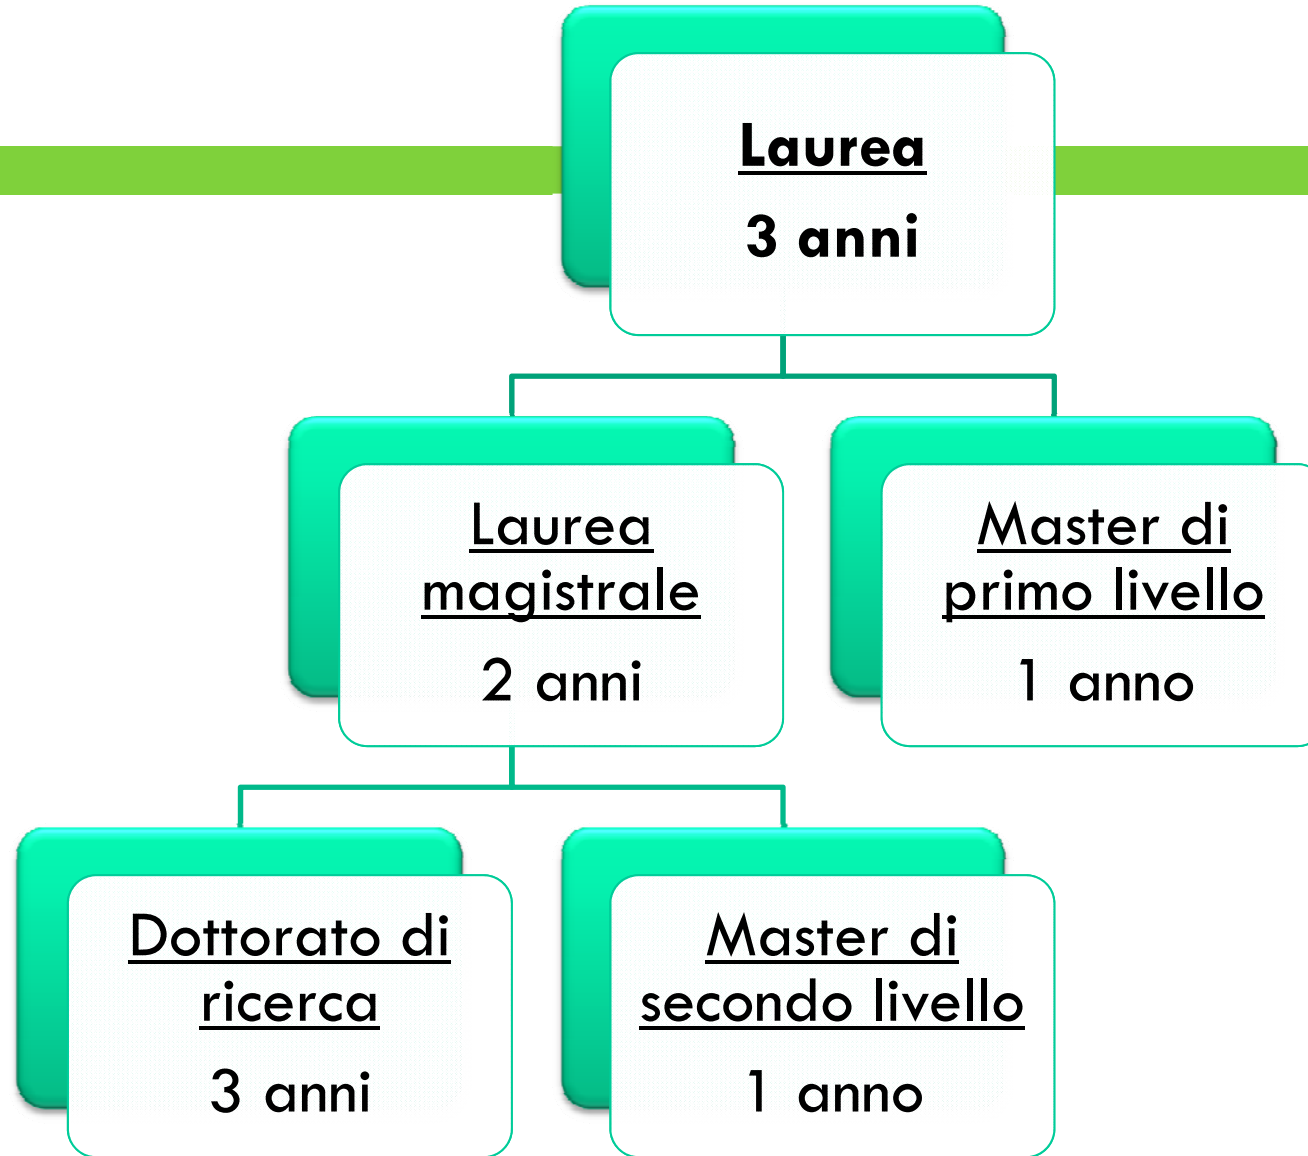 Laurea
3 anni
Laurea
magistrale
2 anni
Master di
primo livello
1 anno
Dottorato di
ricerca
3 anni
Master di
secondo livello
1 anno